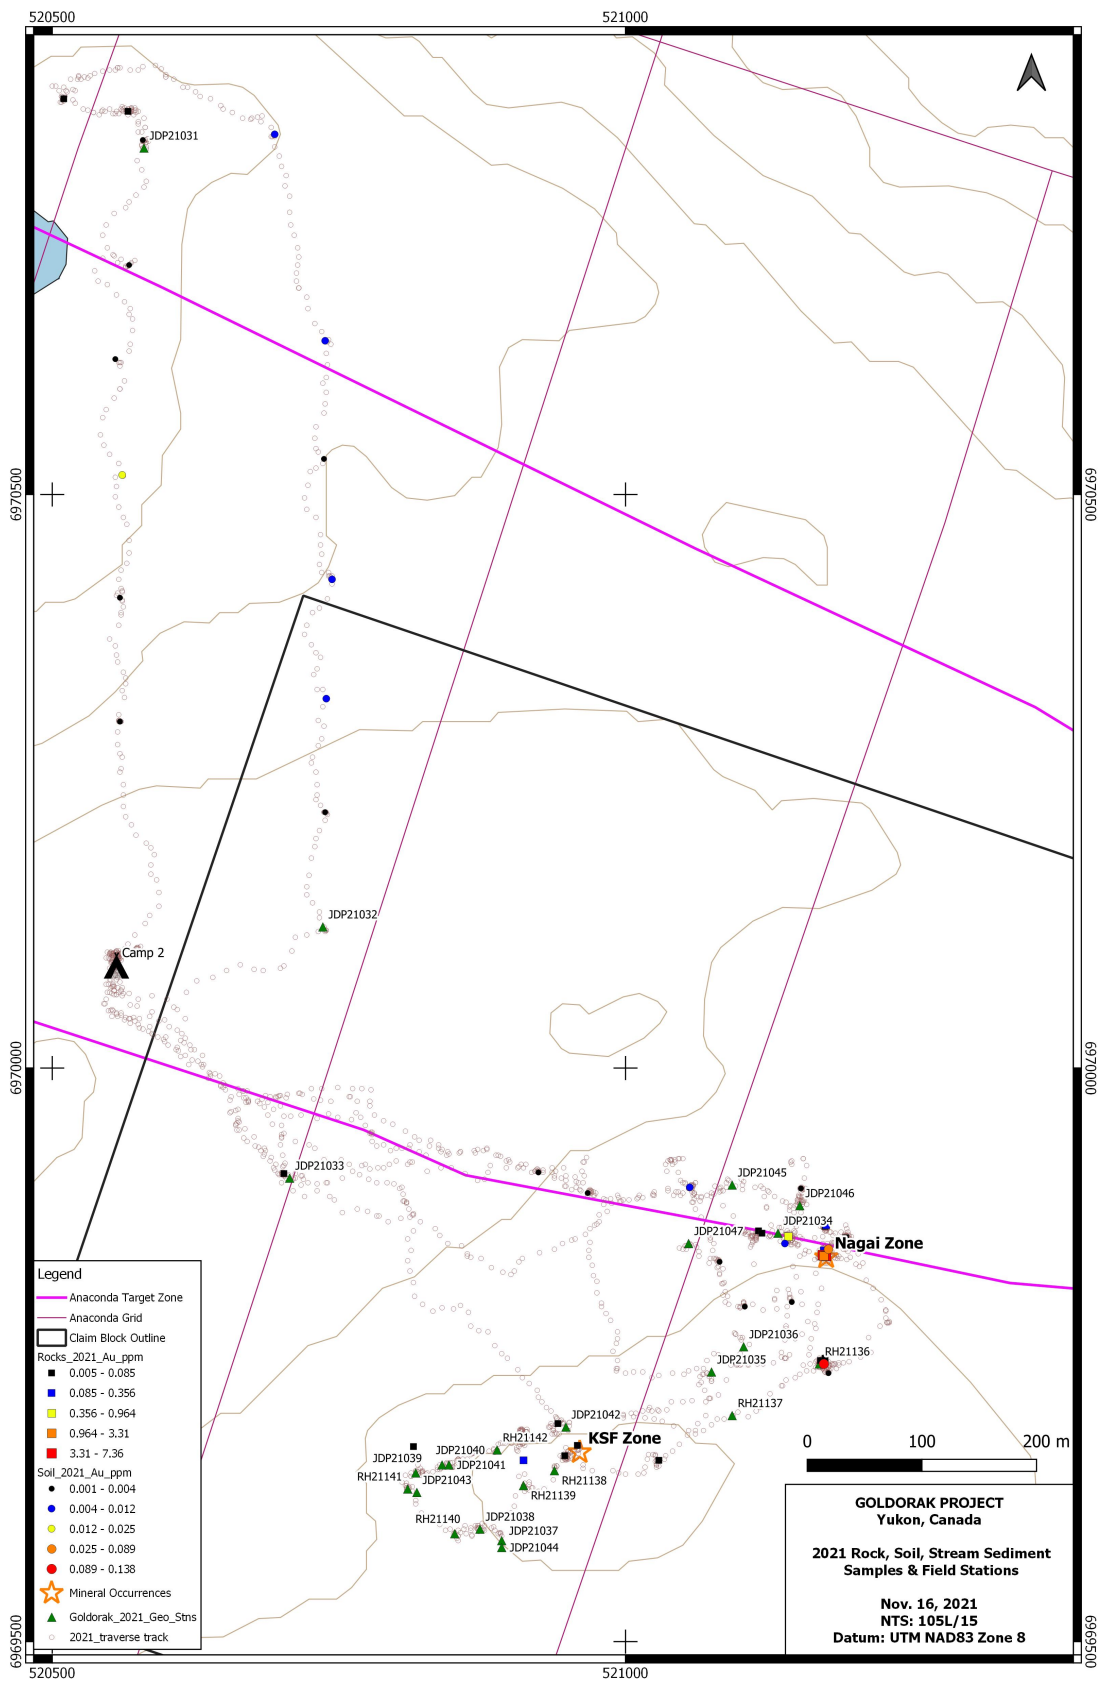 520500
521000
JDP21031
6970500
6970500
JDP21032
Camp 2
6970000
6970000
JDP21033
JDP21045
JDP21046
JDP21034
JDP21047
Nagai Zone
JDP21036
RH21136
JDP21035
RH21137
JDP21042
KSF Zone
RH21142
JDP21040
JDP21039
JDP21041
RH21141
JDP21043
RH21138
RH21139
JDP21038
RH21140
JDP21037
JDP21044
Legend
Anaconda Target Zone
Anaconda Grid
Claim Block Outline
Rocks_2021_Au_ppm
0.005 - 0.085
0.085 - 0.356
0.356 - 0.964
0.964 - 3.31
3.31 - 7.36
Soil_2021_Au_ppm
0.001 - 0.004
0.004 - 0.012
0.012 - 0.025
0.025 - 0.089
0.089 - 0.138
Mineral Occurrences
Goldorak_2021_Geo_Stns
2021_traverse track
0 100 200 m
GOLDORAK PROJECT
Yukon, Canada
2021 Rock, Soil, Stream Sediment
Samples & Field Stations
Nov. 16, 2021
NTS: 105L/15
Datum: UTM NAD83 Zone 8
6969500
6969500
520500
521000